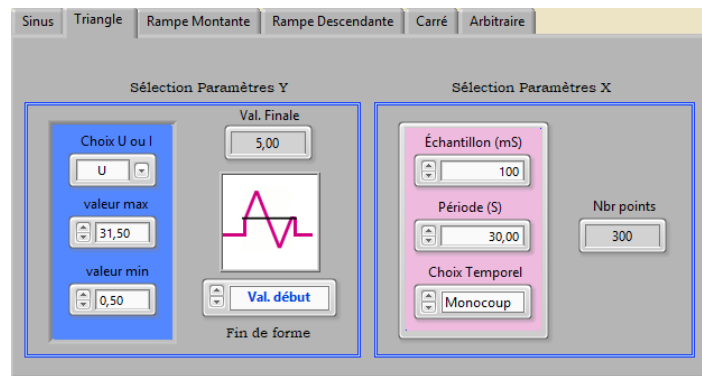 Sinus Triangle Rampe Montante Rampe Descendante Carré Arbitraire
Sélection Paramètres Y
Choix U ou I
U
valeur max
31,50
valeur min
0,50
Val. Finale
5,00
Val. début
Fin de forme
Sélection Paramètres X
Échantillon (mS)
100
Période (S)
30,00
Choix Temporel
Monocoup
Nbr points
300